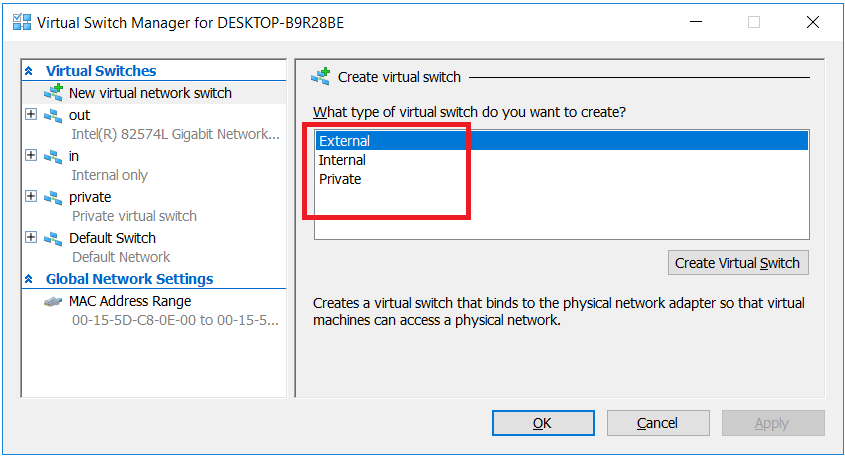 Virtual Switch Manager for DESKTOP-B9R28BE
Virtual Switches
New virtual network switch
out
Intel(R) 82574L Gigabit Network...
in
Internal only
private
Private virtual switch
Default Switch
Default Network
Global Network Settings
MAC Address Range
00-15-5D-C8-0E-00 to 00-15-5...
Create virtual switch
What type of virtual switch do you want to create?
External
Internal
Private
Create Virtual Switch
Creates a virtual switch that binds to the physical network adapter so that virtual
machines can access a physical network.
OK
Cancel
Apply